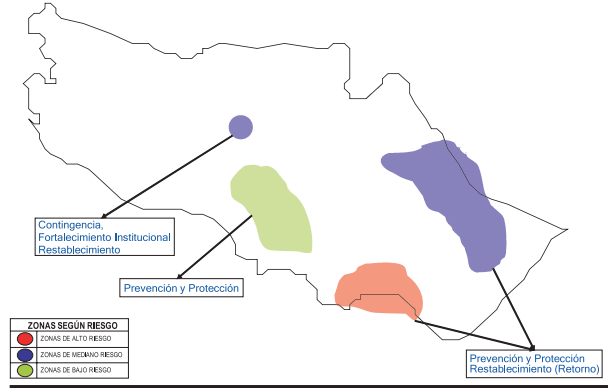 Contingencia,
Fortalecimiento Institucional
Restablecimiento
Prevención y Protección
ZONAS SEGÚN RIESGO
ZONAS DE ALTO RIESGO
ZONAS DE MEDIANO RIESGO
ZONAS DE BAJO RIESGO
Prevención y Protección
Restablecimiento (Retorno)